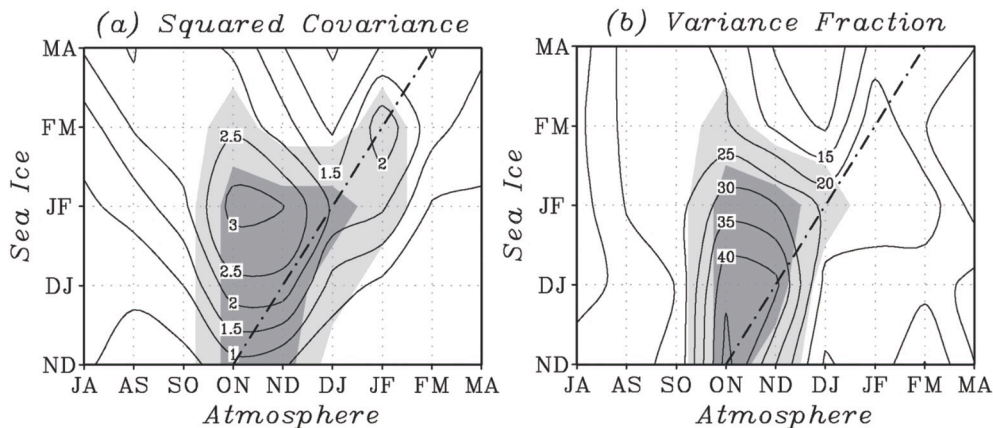 (a) Squared Covariance
(b) Variance Fraction
MA
FM
JF
DJ
ND
Sea Ice
2.5
1.5
2
3
2.5
2
1.5
1
JA AS SO ON ND DJ JF FM MA
Atmosphere
MA
FM
JF
DJ
ND
Sea Ice
15
25
20
30
35
40
JA AS SO ON ND DJ JF FM MA
Atmosphere